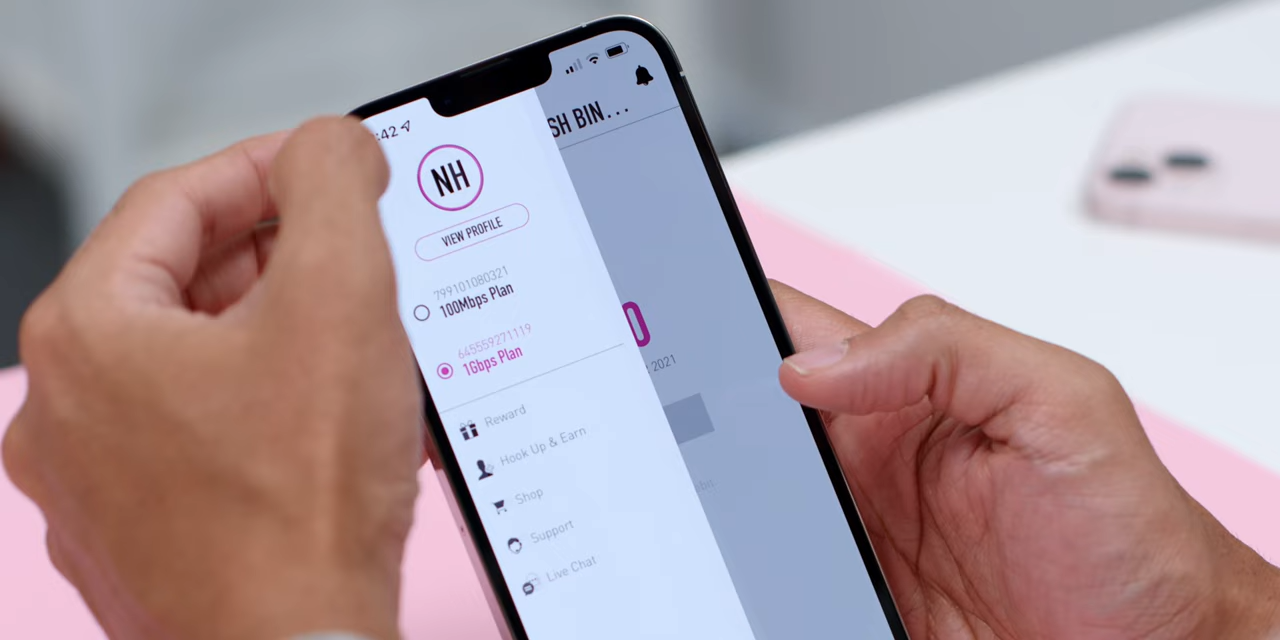 :42
SH BIN...
NH
VIEW PROFILE
799101080321
100Mbps Plan
645559271119
1Gbps Plan
2021
Reward
Hook Up & Earn
Shop
Support
Live Chat